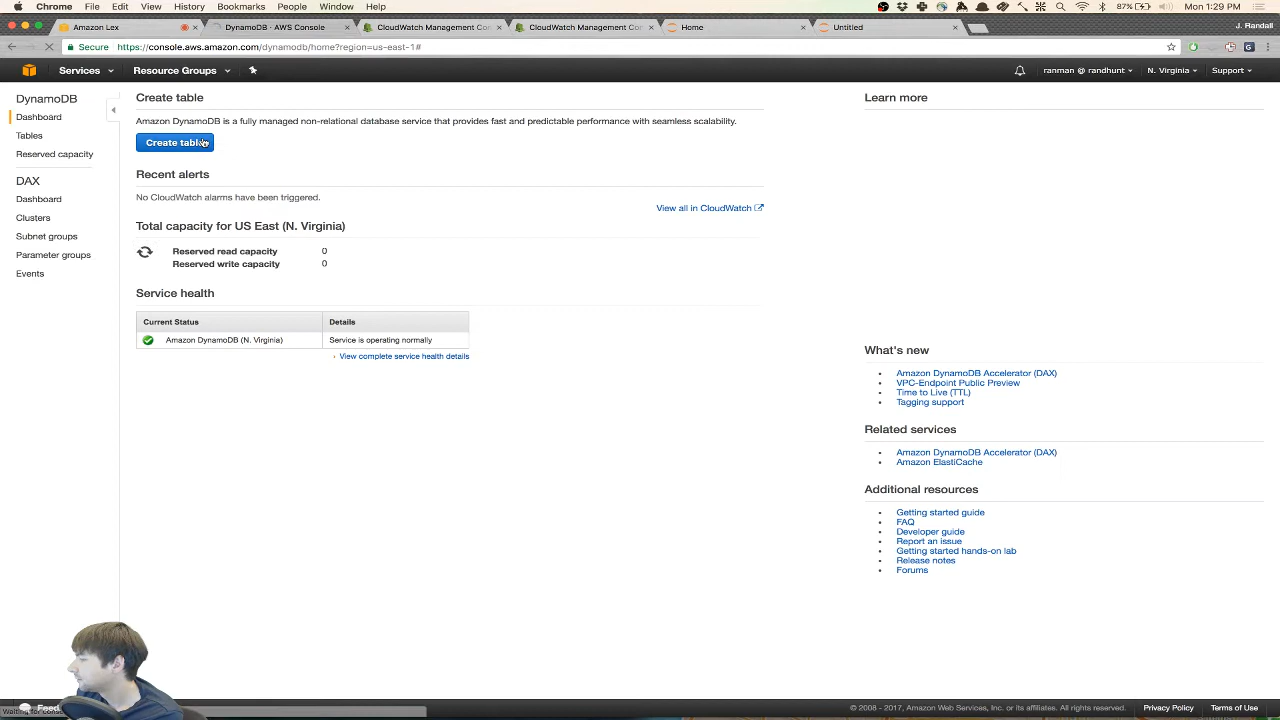 Chrome File Edit View History Bookmarks People Window Help 87% Mon 1:29 PM
Amazon Lex DynamoDB - AWS Console CloudWatch Management Con CloudWatch Management Con Home Untitled J. Randall
Secure https://console.aws.amazon.com/dynamodb/home?region=us-east-1#
Services Resource Groups ranman @ randhunt N. Virginia Support
DynamoDB
Dashboard
Tables
Reserved capacity
DAX
Dashboard
Clusters
Subnet groups
Parameter groups
Events
Create table
Amazon DynamoDB is a fully managed non-relational database service that provides fast and predictable performance with seamless scalability.
Create table
Recent alerts
No CloudWatch alarms have been triggered.
View all in CloudWatch
Total capacity for US East (N. Virginia)
Reserved read capacity 0
Reserved write capacity 0
Service health
Current Status Details
Amazon DynamoDB (N. Virginia) Service is operating normally
View complete service health details
Learn more
What's new
Amazon DynamoDB Accelerator (DAX)
VPC-Endpoint Public Preview
Time to Live (TTL)
Tagging support
Related services
Amazon DynamoDB Accelerator (DAX)
Amazon ElastiCache
Additional resources
Getting started guide
FAQ
Developer guide
Report an issue
Getting started hands-on lab
Release notes
Forums
© 2008 - 2017, Amazon Web Services, Inc. or its affiliates. All rights reserved. Privacy Policy Terms of Use